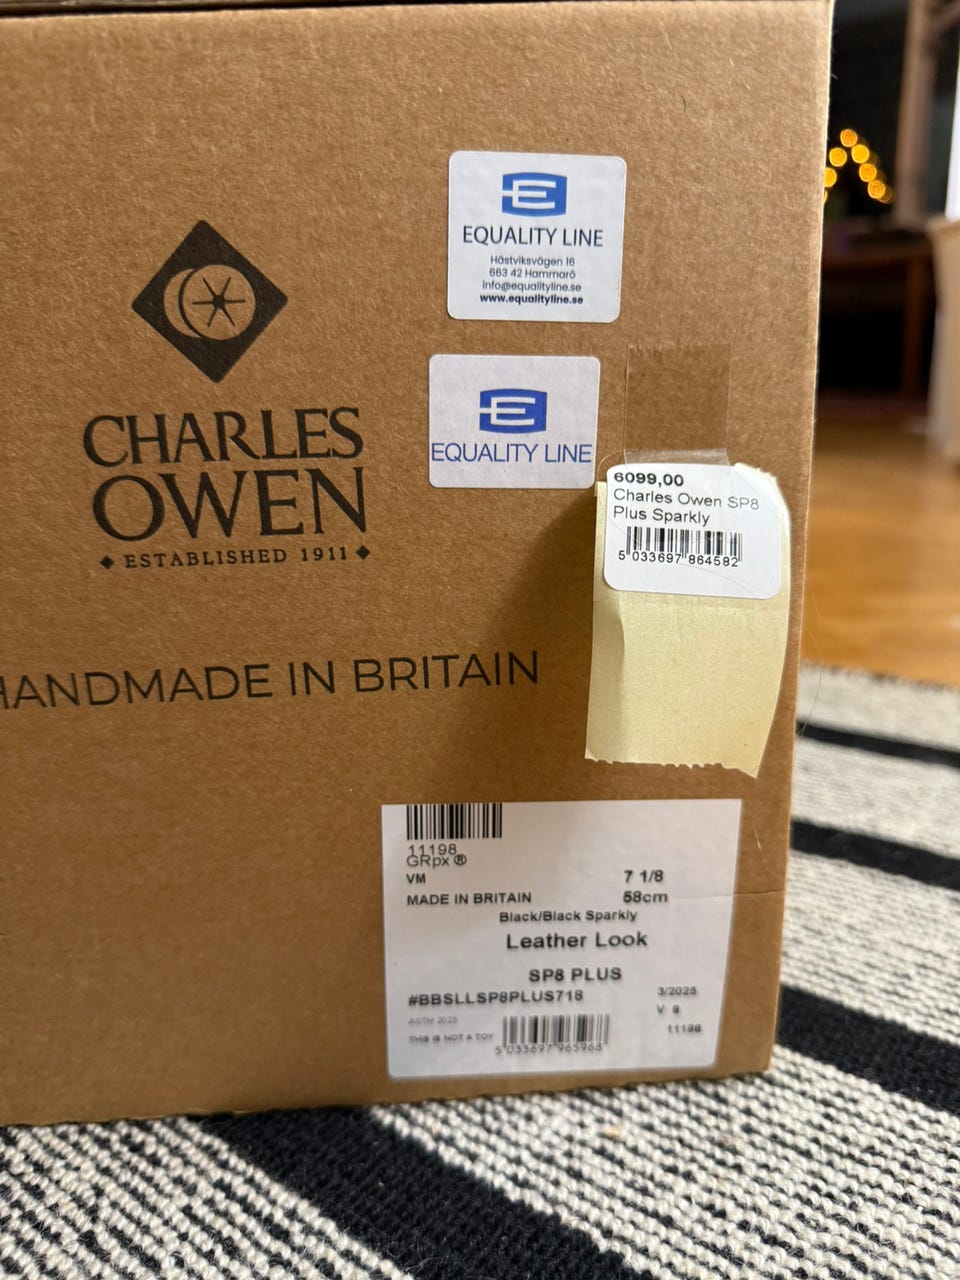 EQUALITY LINE
Hästviksvägen 16
663 42 Hammarö
info@equalityline.se
www.equalityline.se
EQUALITY LINE
CHARLES
OWEN
ESTABLISHED 1911
HANDMADE IN BRITAIN
6099,00
Charles Owen SP8
Plus Sparkly
5 033697 864582
11198
GRpx ®
VM
7 1/8
MADE IN BRITAIN
58cm
Black/Black Sparkly
Leather Look
SP8 PLUS
#BBSLLSP8PLUS718
3/2025
V 8
ASTM 2023
11198
THIS IS NOT A TOY
5 033697 965968